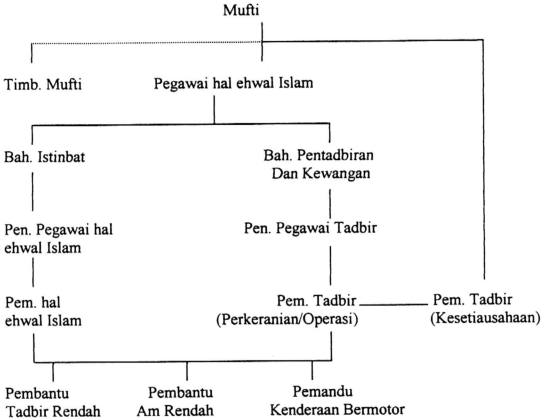 Mufti
Timb. Mufti
Pegawai hal ehwal Islam
Bah. Istinbat
Bah. Pentadbiran
Dan Kewangan
Pen. Pegawai hal
ehwal Islam
Pen. Pegawai Tadbir
Pem. hal
ehwal Islam
Pem. Tadbir
(Perkeranian/Operasi)
Pem. Tadbir
(Kesetiausahaan)
Pembantu
Tadbir Rendah
Pembantu
Am Rendah
Pemandu
Kenderaan Bermotor